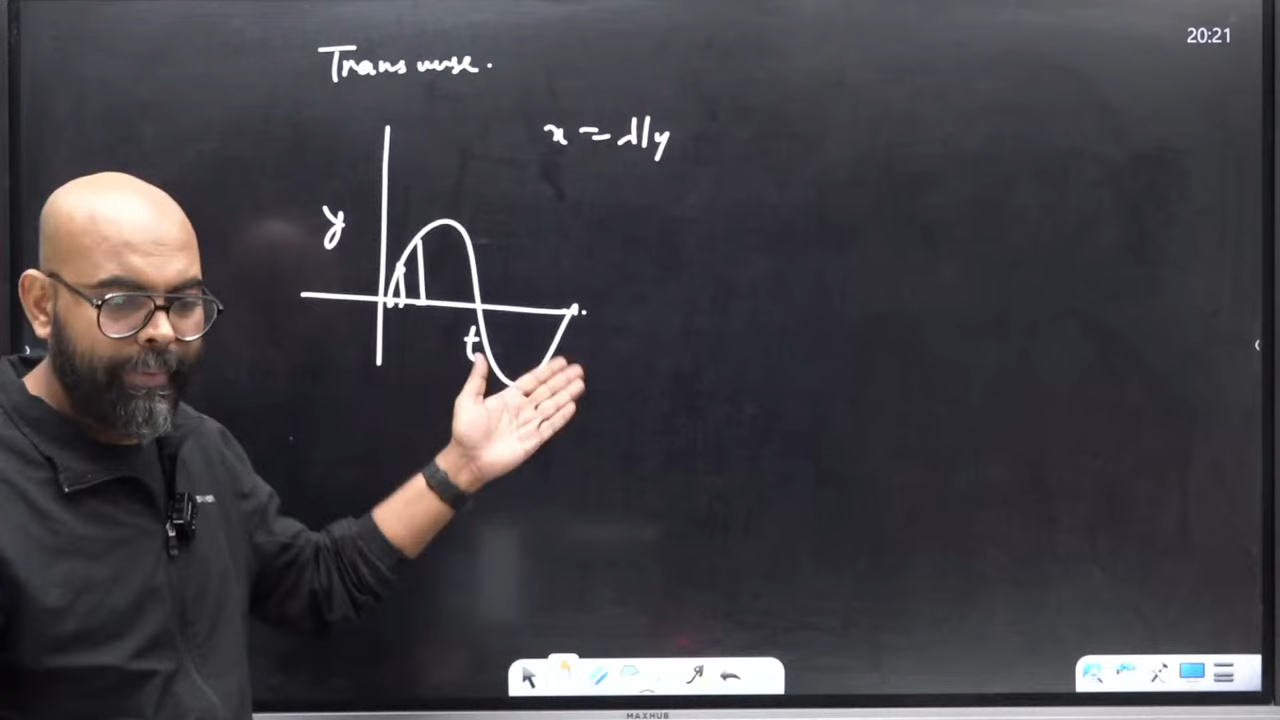 Transverse.
20:21
x = λ/y
y
t
MAXHUB